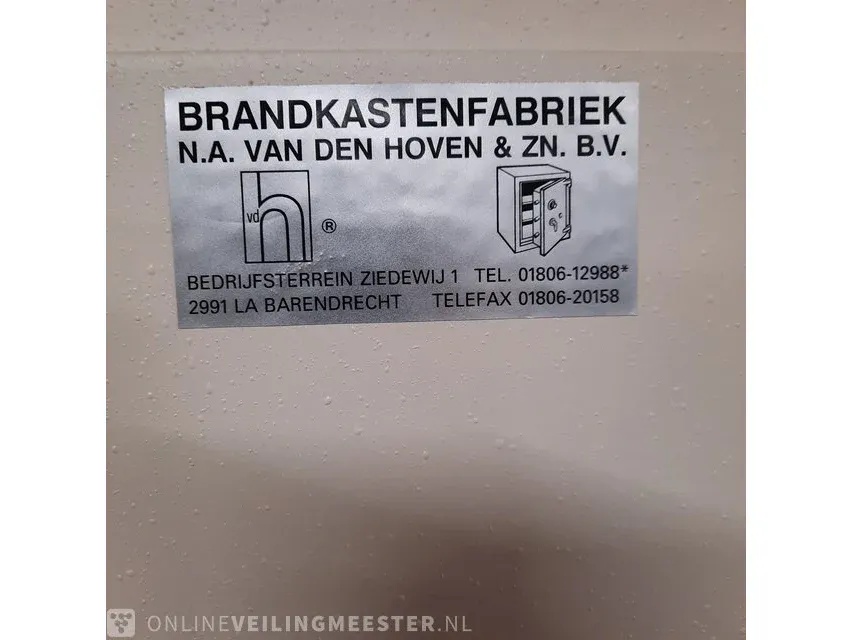 BRANDKASTENFABRIEK
N.A. VAN DEN HOVEN & ZN. B.V.
vd h ®
BEDRIJFSTERREIN ZIEDEWIJ 1 TEL. 01806-12988*
2991 LA BARENDRECHT TELEFAX 01806-20158
ONLINEVEILINGMEESTER.NL